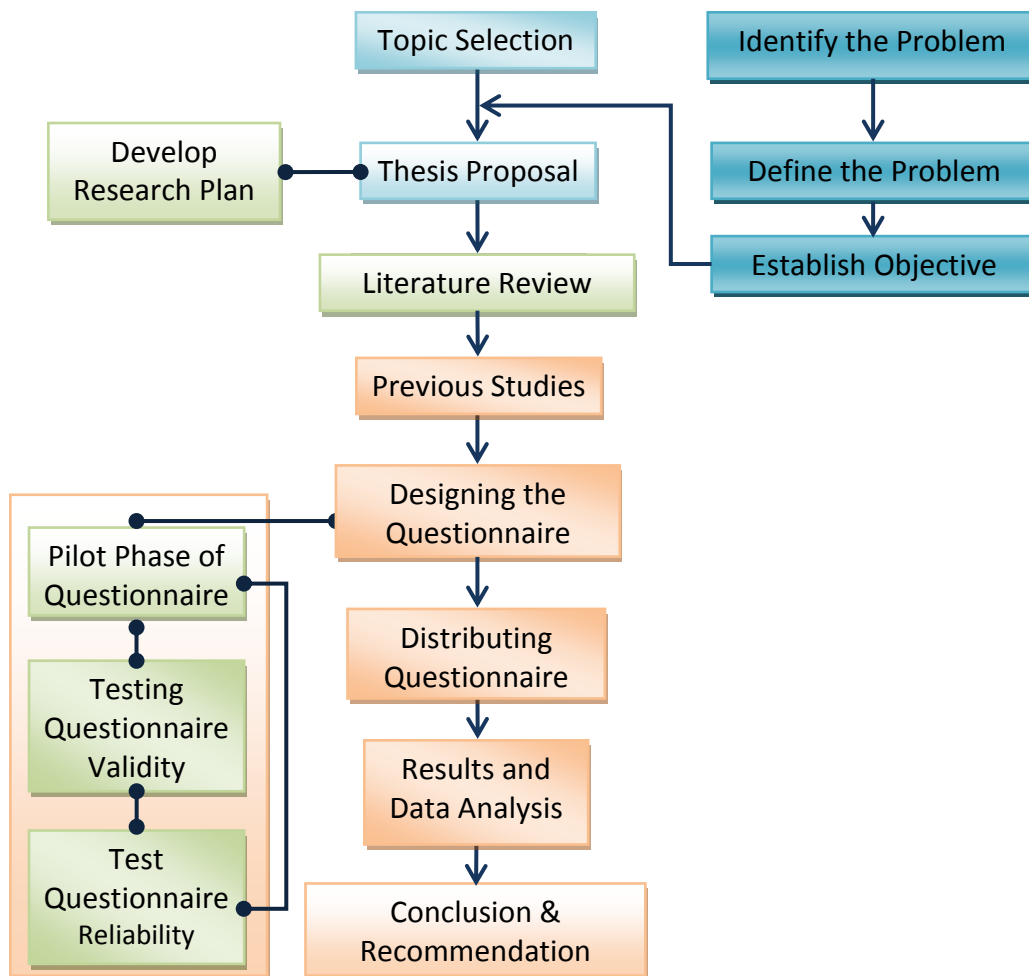 Topic Selection
Identify the Problem
Develop
Research Plan
Thesis Proposal
Define the Problem
Literature Review
Establish Objective
Previous Studies
Designing the
Questionnaire
Pilot Phase of
Questionnaire
Distributing
Questionnaire
Testing
Questionnaire
Validity
Results and
Data Analysis
Test
Questionnaire
Reliability
Conclusion &
Recommendation